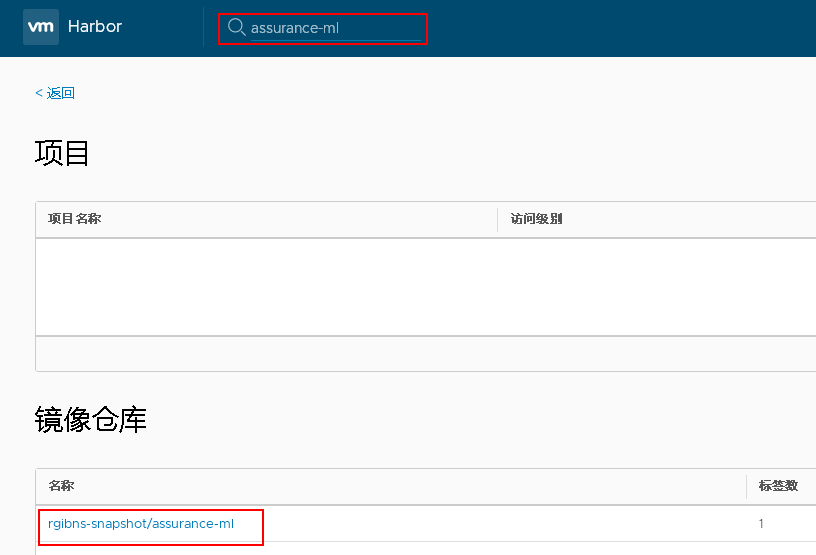 vm Harbor assurance-ml
< 返回
项目
项目名称 访问级别
镜像仓库
名称 标签数
rgibns-snapshot/assurance-ml 1